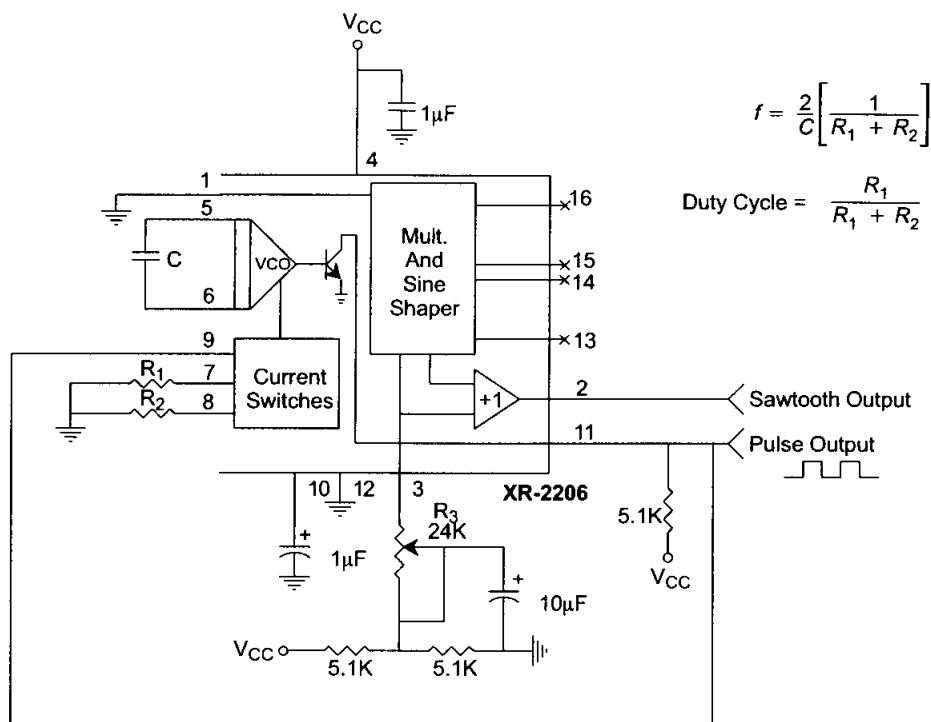 VCC
1µF
f = 2/C [ 1 / (R1 + R2) ]
4
1
16
Duty Cycle = R1 / (R1 + R2)
5
Mult.
And
Sine
Shaper
C
VCO
15
14
6
13
9
R1
7
Current
Switches
R2
8
+1
2
Sawtooth Output
11
Pulse Output
10
12
3
XR-2206
R3
24K
5.1K
+
1µF
VCC
+
10µF
VCC
5.1K
5.1K